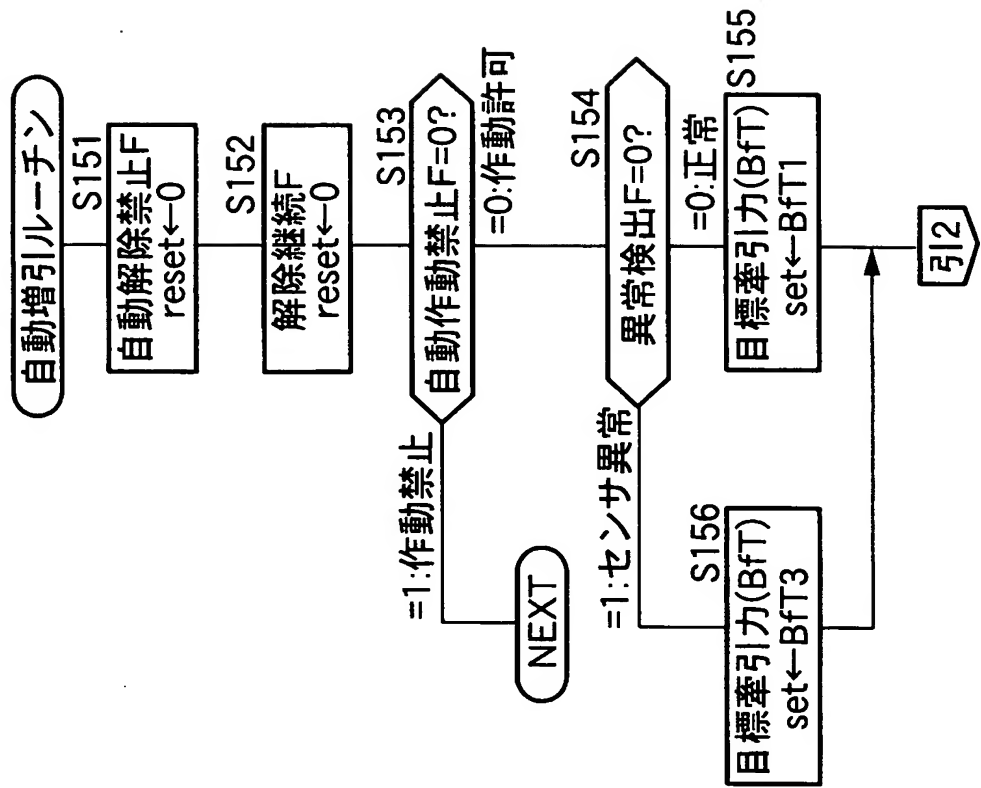 自動増引ルーチン
S151
自動解除禁止F
reset←0
S152
解除継続F
reset←0
S153
自動作動禁止F=0?
=1:作動禁止
=0:作動許可
NEXT
S154
異常検出F=0?
=1:センサ異常
=0:正常
S156
目標牽引力(BfT)
set←BfT3
S155
目標牽引力(BfT)
set←BfT1
引2